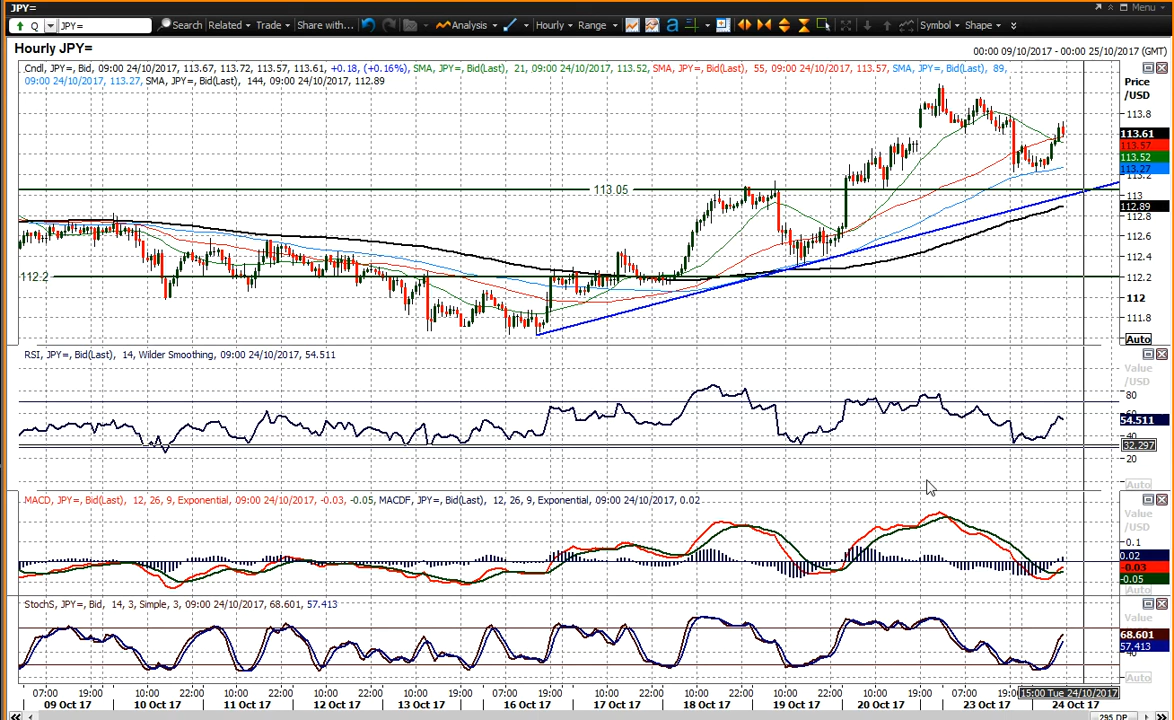 JPY=
Menu
Q JPY= Search Related Trade Share with... Analysis Hourly Range a Symbol Shape
Hourly JPY=
00:00 09/10/2017 - 00:00 25/10/2017 (GMT)
Cndl, JPY=, Bid, 09:00 24/10/2017, 113.67, 113.72, 113.57, 113.61, +0.18, (+0.16%), SMA, JPY=, Bid(Last), 21, 09:00 24/10/2017, 113.52, SMA, JPY=, Bid(Last), 55, 09:00 24/10/2017, 113.57, SMA, JPY=, Bid(Last), 89,
09:00 24/10/2017, 113.27, SMA, JPY=, Bid(Last), 144, 09:00 24/10/2017, 112.89
Price
/USD
113.8
113.61
113.57
113.52
113.27
113.2
113.05
113
112.89
112.8
112.6
112.4
112.2
112.2
112
111.8
Auto
RSI, JPY=, Bid(Last), 14, Wilder Smoothing, 09:00 24/10/2017, 54.511
Value
/USD
80
60
54.511
40
32.297
20
Auto
MACD, JPY=, Bid(Last), 12, 26, 9, Exponential, 09:00 24/10/2017, -0.03, -0.05, MACDF, JPY=, Bid(Last), 12, 26, 9, Exponential, 09:00 24/10/2017, 0.02
Value
/USD
0.1
0.02
-0.03
-0.05
Auto
StochS, JPY=, Bid, 14, 3, Simple, 3, 09:00 24/10/2017, 68.601, 57.413
Value
68.601
57.413
40
Auto
07:00 19:00 10:00 22:00 10:00 22:00 10:00 22:00 10:00 19:00 07:00 19:00 10:00 22:00 10:00 22:00 10:00 22:00 10:00 19:00 07:00 19:0 15:00 Tue 24/10/2017
09 Oct 17 10 Oct 17 11 Oct 17 12 Oct 17 13 Oct 17 16 Oct 17 17 Oct 17 18 Oct 17 19 Oct 17 20 Oct 17 23 Oct 17 24 Oct 17
295 DP